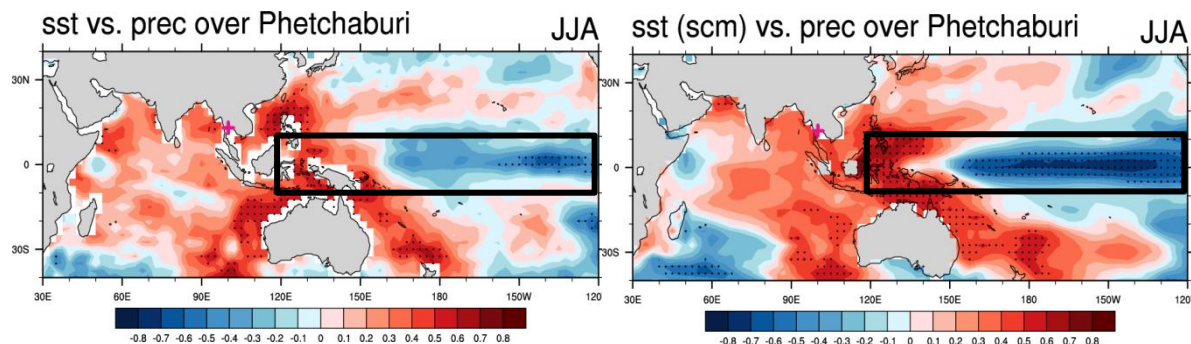 sst vs. prec over Phetchaburi JJA
30N
0
30S
30E 60E 90E 120E 150E 180 150W 120
-0.8 -0.7 -0.6 -0.5 -0.4 -0.3 -0.2 -0.1 0 0.1 0.2 0.3 0.4 0.5 0.6 0.7 0.8
sst (scm) vs. prec over Phetchaburi JJA
30N
0
30S
30E 60E 90E 120E 150E 180 150W 120
-0.8 -0.7 -0.6 -0.5 -0.4 -0.3 -0.2 -0.1 0 0.1 0.2 0.3 0.4 0.5 0.6 0.7 0.8